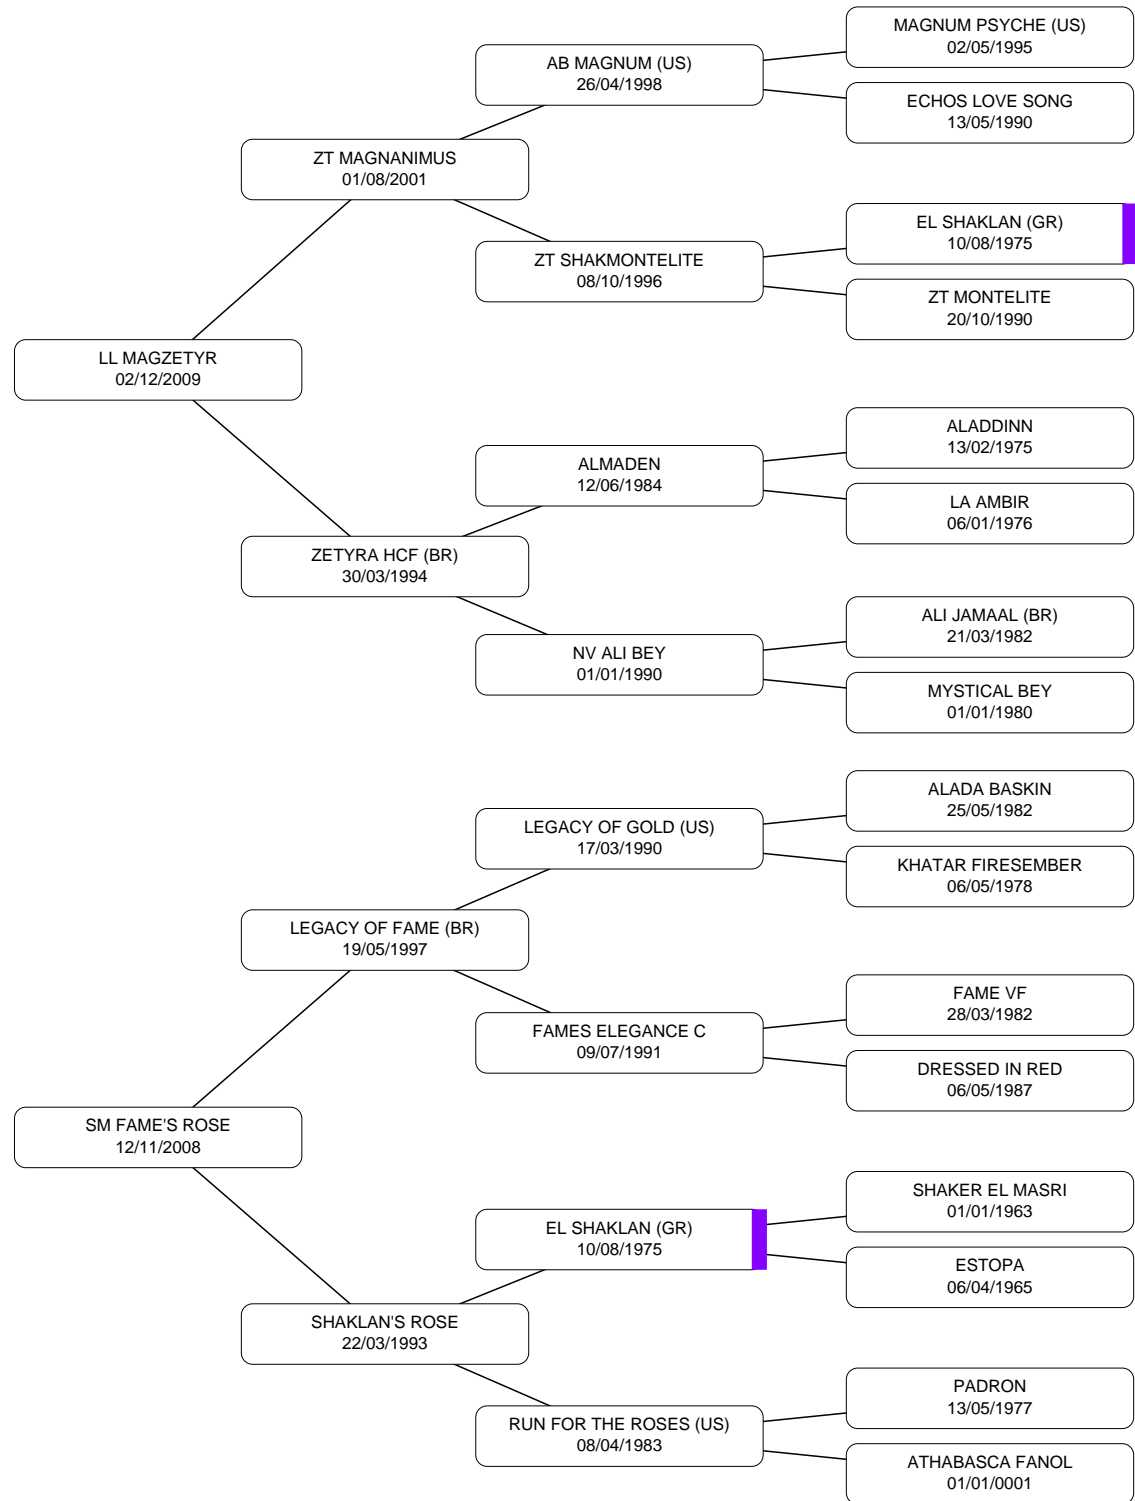 MAGNUM PSYCHE (US)
02/05/1995
AB MAGNUM (US)
26/04/1998
ECHOS LOVE SONG
13/05/1990
ZT MAGNANIMUS
01/08/2001
EL SHAKLAN (GR)
10/08/1975
ZT SHAKMONTELITE
08/10/1996
ZT MONTELITE
20/10/1990
LL MAGZETYR
02/12/2009
ALADDINN
13/02/1975
ALMADEN
12/06/1984
LA AMBIR
06/01/1976
ZETYRA HCF (BR)
30/03/1994
ALI JAMAAL (BR)
21/03/1982
NV ALI BEY
01/01/1990
MYSTICAL BEY
01/01/1980
ALADA BASKIN
25/05/1982
LEGACY OF GOLD (US)
17/03/1990
KHATAR FIRESEMBER
06/05/1978
LEGACY OF FAME (BR)
19/05/1997
FAME VF
28/03/1982
FAMES ELEGANCE C
09/07/1991
DRESSED IN RED
06/05/1987
SM FAME'S ROSE
12/11/2008
SHAKER EL MASRI
01/01/1963
EL SHAKLAN (GR)
10/08/1975
ESTOPA
06/04/1965
SHAKLAN'S ROSE
22/03/1993
PADRON
13/05/1977
RUN FOR THE ROSES (US)
08/04/1983
ATHABASCA FANOL
01/01/0001